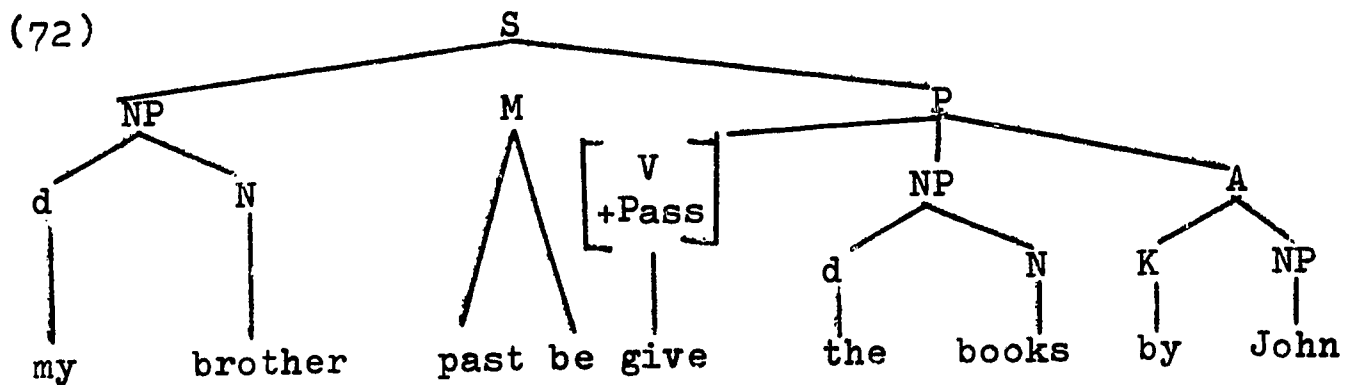 (72)
S
NP M P
V
+Pass
d N NP A
d N K NP
my brother past be give the books by John